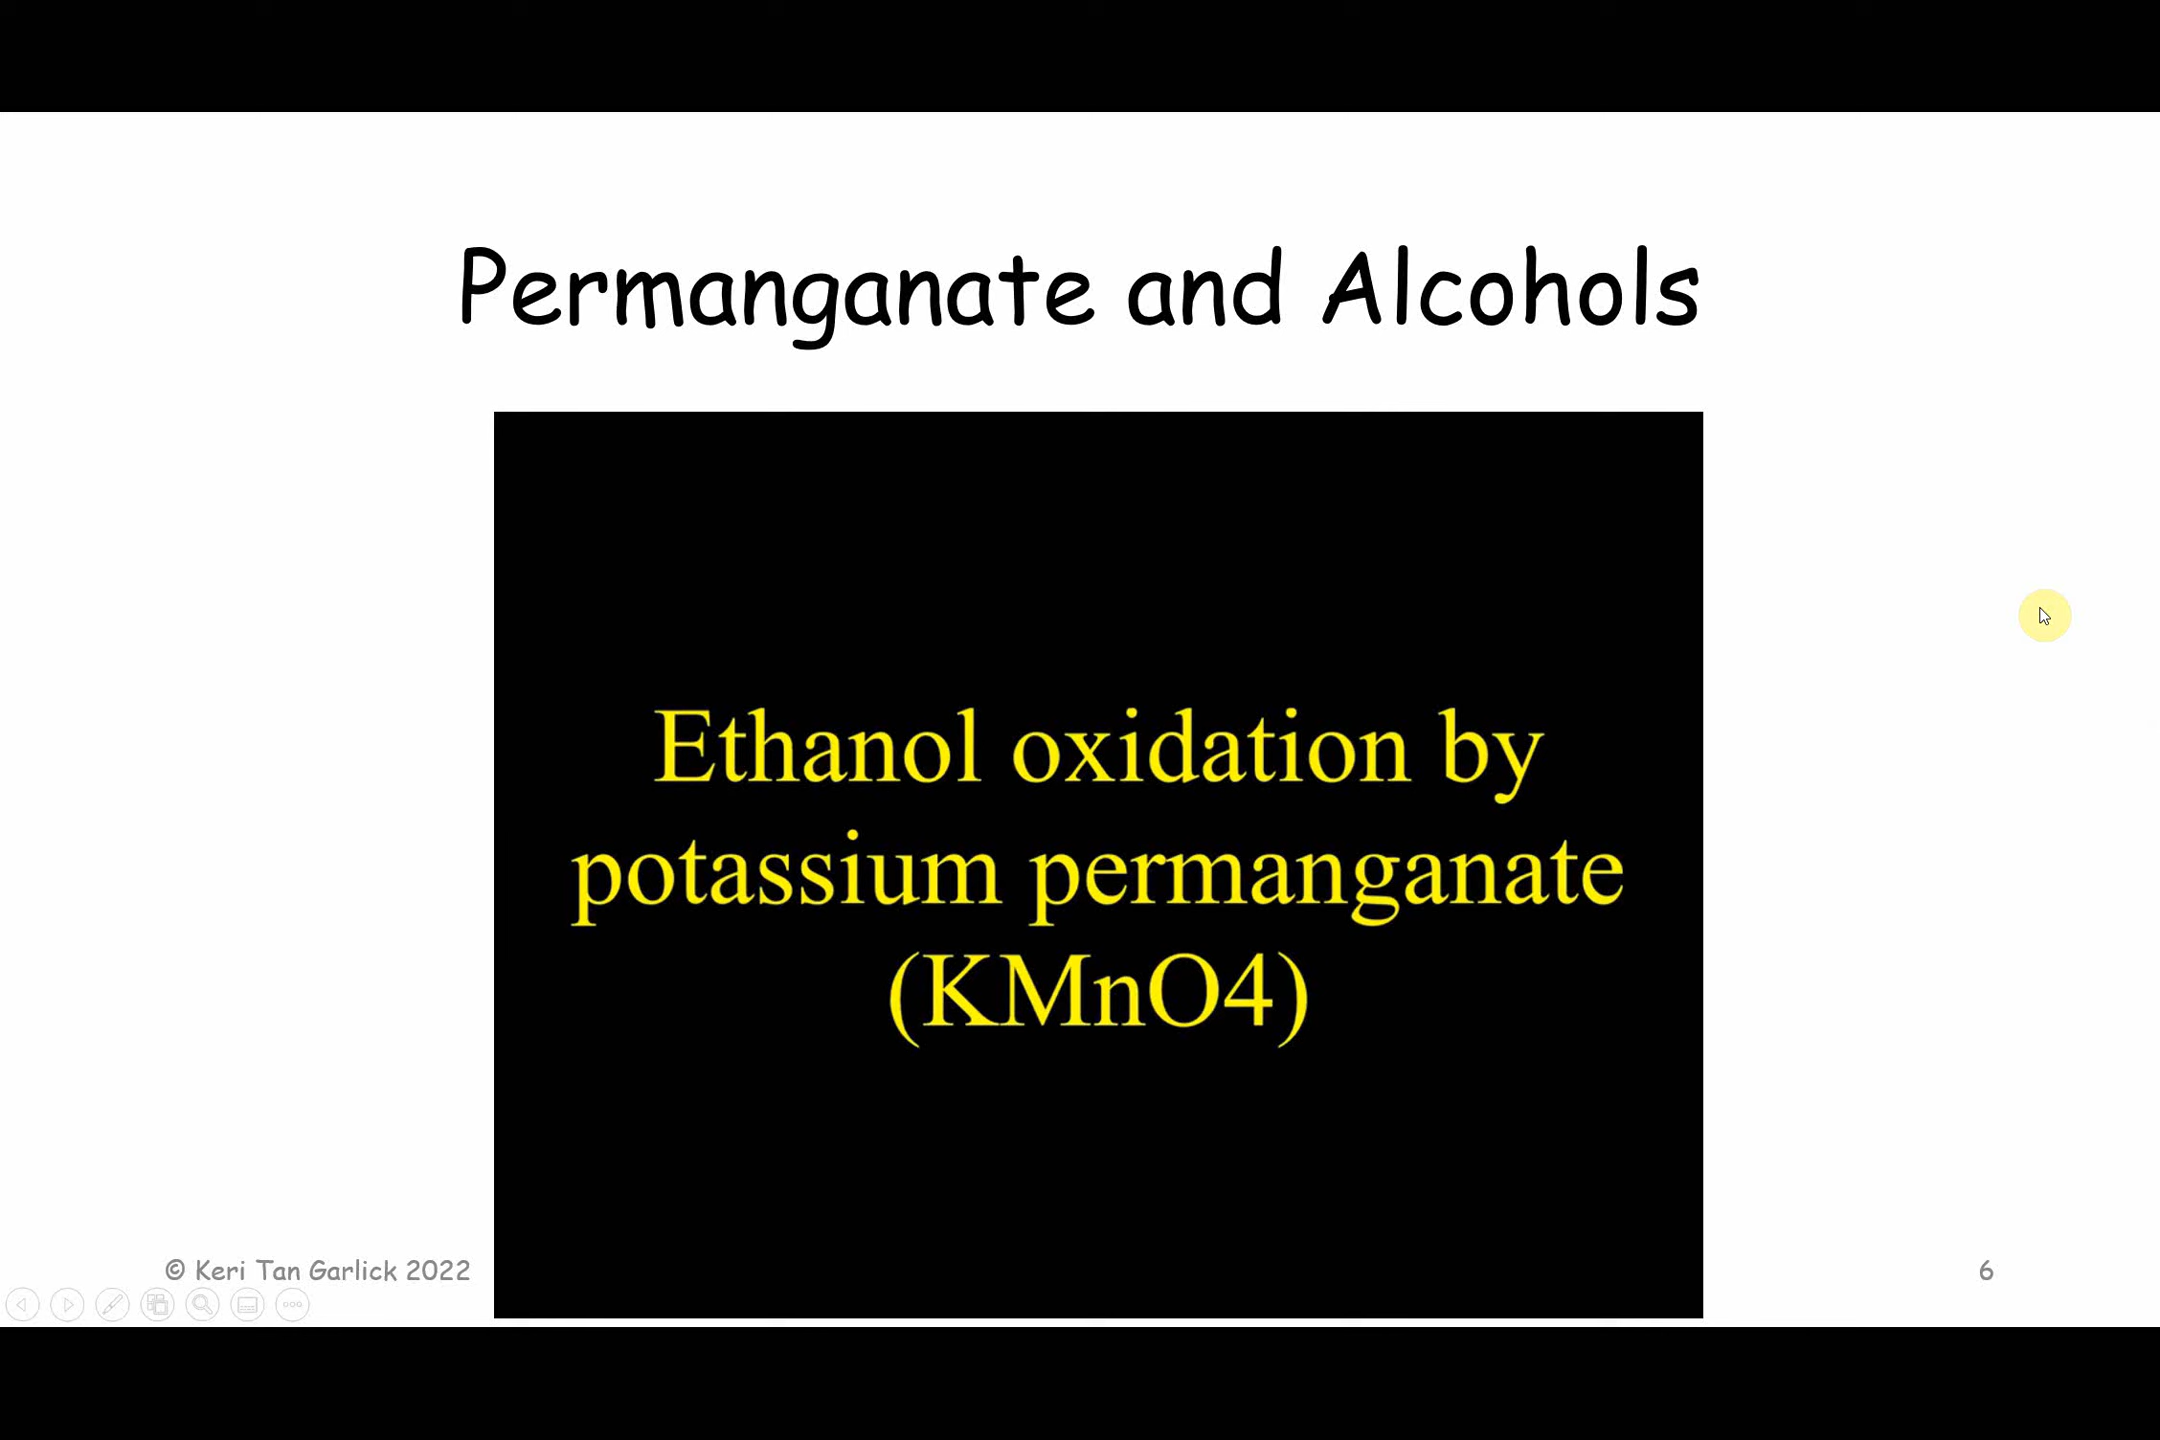 Permanganate and Alcohols
Ethanol oxidation by
potassium permanganate
(KMnO4)
© Keri Tan Garlick 2022
6